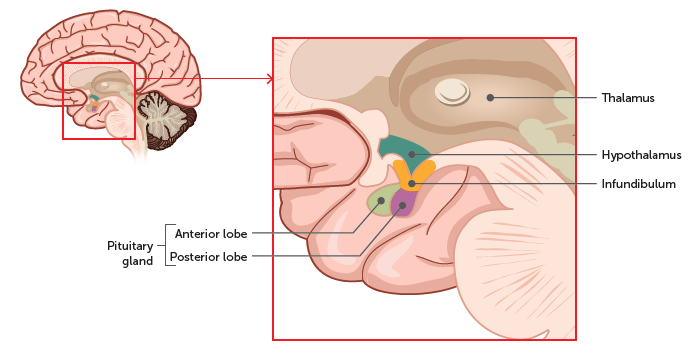 Thalamus
Hypothalamus
Infundibulum
Anterior lobe
Pituitary
gland
Posterior lobe